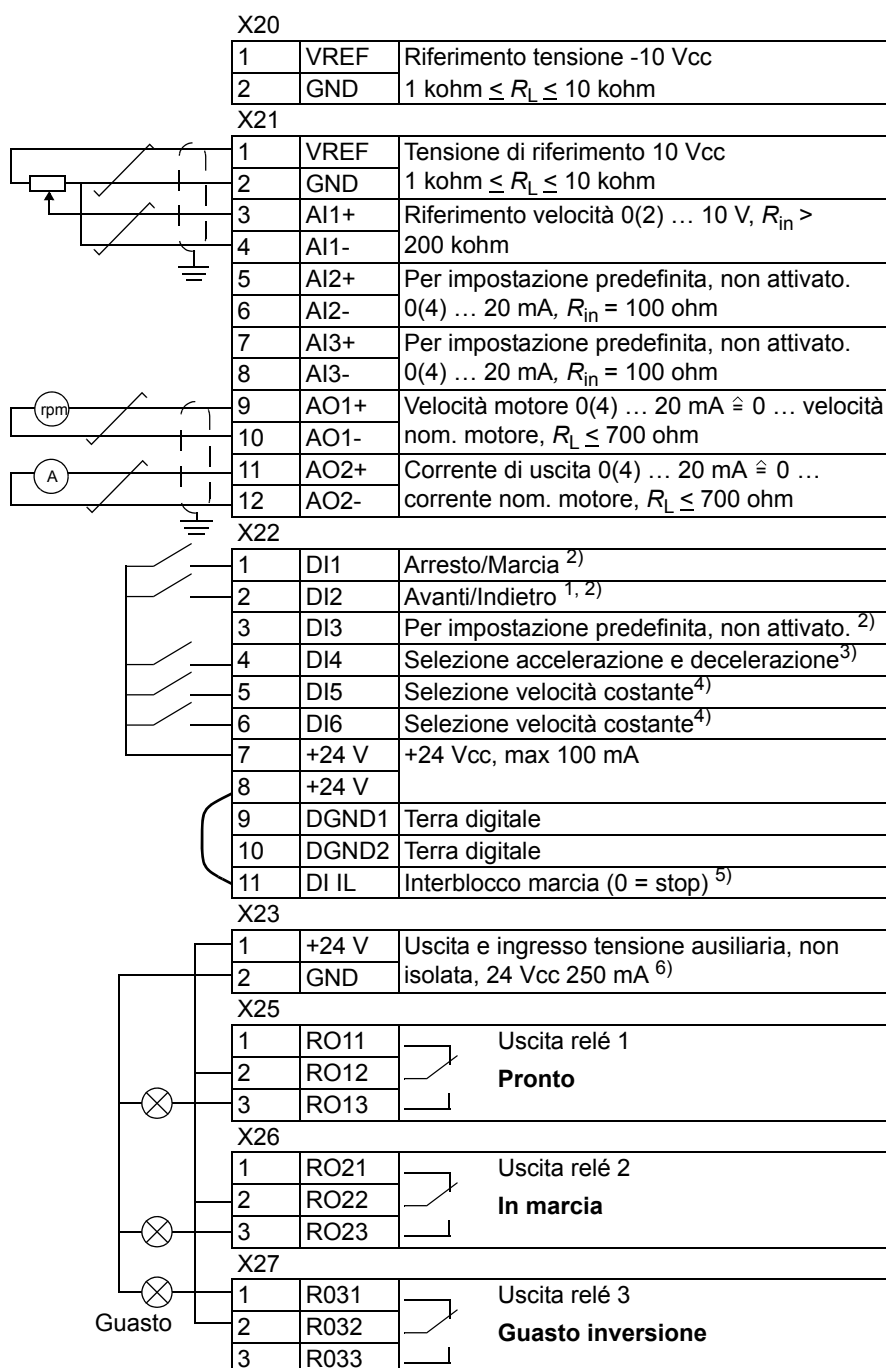 X20
1 VREF Riferimento tensione -10 Vcc
2 GND 1 kohm ≤ RL ≤ 10 kohm
X21
1 VREF Tensione di riferimento 10 Vcc
2 GND 1 kohm ≤ RL ≤ 10 kohm
3 AI1+ Riferimento velocità 0(2) … 10 V, Rin >
4 AI1- 200 kohm
5 AI2+ Per impostazione predefinita, non attivato.
6 AI2- 0(4) … 20 mA, Rin = 100 ohm
7 AI3+ Per impostazione predefinita, non attivato.
8 AI3- 0(4) … 20 mA, Rin = 100 ohm
rpm 9 AO1+ Velocità motore 0(4) … 20 mA ≙ 0 … velocità
10 AO1- nom. motore, RL ≤ 700 ohm
A 11 AO2+ Corrente di uscita 0(4) … 20 mA ≙ 0 …
12 AO2- corrente nom. motore, RL ≤ 700 ohm
X22
1 DI1 Arresto/Marcia 2)
2 DI2 Avanti/Indietro 1, 2)
3 DI3 Per impostazione predefinita, non attivato. 2)
4 DI4 Selezione accelerazione e decelerazione3)
5 DI5 Selezione velocità costante4)
6 DI6 Selezione velocità costante4)
7 +24 V +24 Vcc, max 100 mA
8 +24 V
9 DGND1 Terra digitale
10 DGND2 Terra digitale
11 DI IL Interblocco marcia (0 = stop) 5)
X23
1 +24 V Uscita e ingresso tensione ausiliaria, non
2 GND isolata, 24 Vcc 250 mA 6)
X25
1 RO11 Uscita relé 1
2 RO12 Pronto
3 RO13
X26
1 RO21 Uscita relé 2
2 RO22 In marcia
3 RO23
X27
1 R031 Uscita relé 3
Guasto 2 R032 Guasto inversione
3 R033